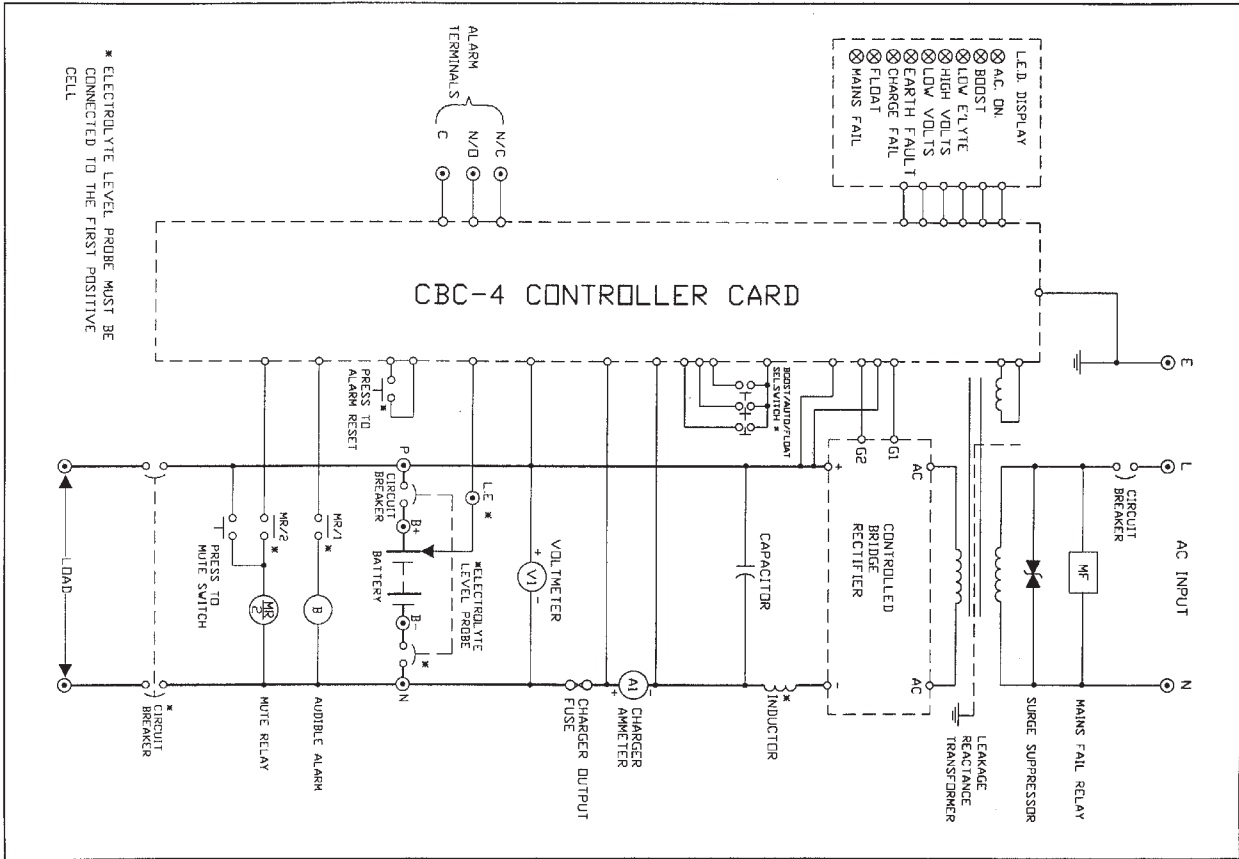 L.E.D. DISPLAY
A.C. ON.
BOOST
LOW E'LYTE
HIGH VOLTS
LOW VOLTS
EARTH FAULT
CHARGE FAIL
FLOAT
MAINS FAIL
ALARM
TERMINALS
N/C
N/O
C
* ELECTROLYTE LEVEL PROBE MUST BE
CONNECTED TO THE FIRST POSITIVE
CELL
CBC-4 CONTROLLER CARD
E
L
N
AC INPUT
CIRCUIT
BREAKER
MF
MAINS FAIL RELAY
SURGE SUPPRESSOR
LEAKAGE
REACTANCE
TRANSFORMER
G1
G2
AC
AC
+
-
CONTROLLED
BRIDGE
RECTIFIER
BOOST/AUTO/FLOAT
SEL.SWITCH *
INDUCTOR
*
CAPACITOR
A1
+
-
CHARGER
AMMETER
CHARGER OUTPUT
FUSE
VOLTMETER
+
V1
-
L.E *
*ELECTROLYTE
LEVEL PROBE
P
CIRCUIT
BREAKER
B+
BATTERY
B-
*
N
PRESS TO
ALARM RESET
*
MR/1
*
B
AUDIBLE ALARM
MR/2
*
MR
2
MUTE RELAY
PRESS TO
MUTE SWITCH
CIRCUIT
BREAKER
*
LOAD